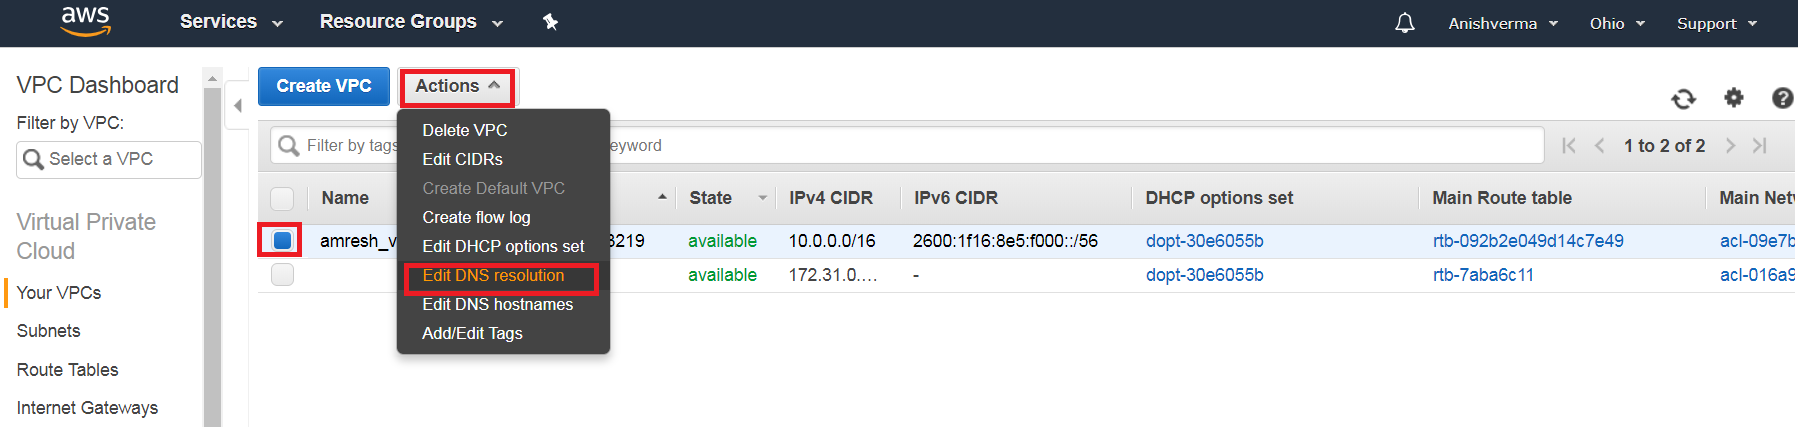 aws Services Resource Groups Anishverma Ohio Support
VPC Dashboard
Filter by VPC:
Select a VPC
Virtual Private
Cloud
Your VPCs
Subnets
Route Tables
Internet Gateways
Create VPC Actions
Delete VPC
Edit CIDRs
Create Default VPC
Create flow log
Edit DHCP options set
Edit DNS resolution
Edit DNS hostnames
Add/Edit Tags
Filter by tags eyword 1 to 2 of 2
Name State IPv4 CIDR IPv6 CIDR DHCP options set Main Route table Main Net
amresh_v 3219 available 10.0.0.0/16 2600:1f16:8e5:f000::/56 dopt-30e6055b rtb-092b2e049d14c7e49 acl-09e7b
available 172.31.0.… - dopt-30e6055b rtb-7aba6c11 acl-016a9